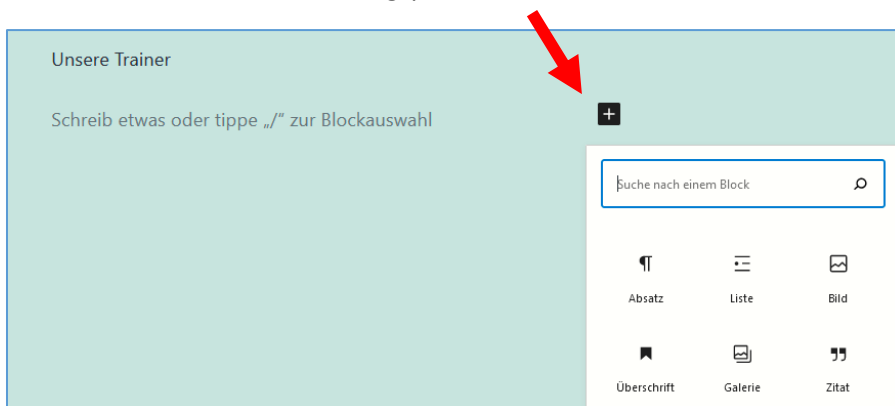 Unsere Trainer
Schreib etwas oder tippe „/“ zur Blockauswahl
Suche nach einem Block
Absatz Liste Bild
Überschrift Galerie Zitat